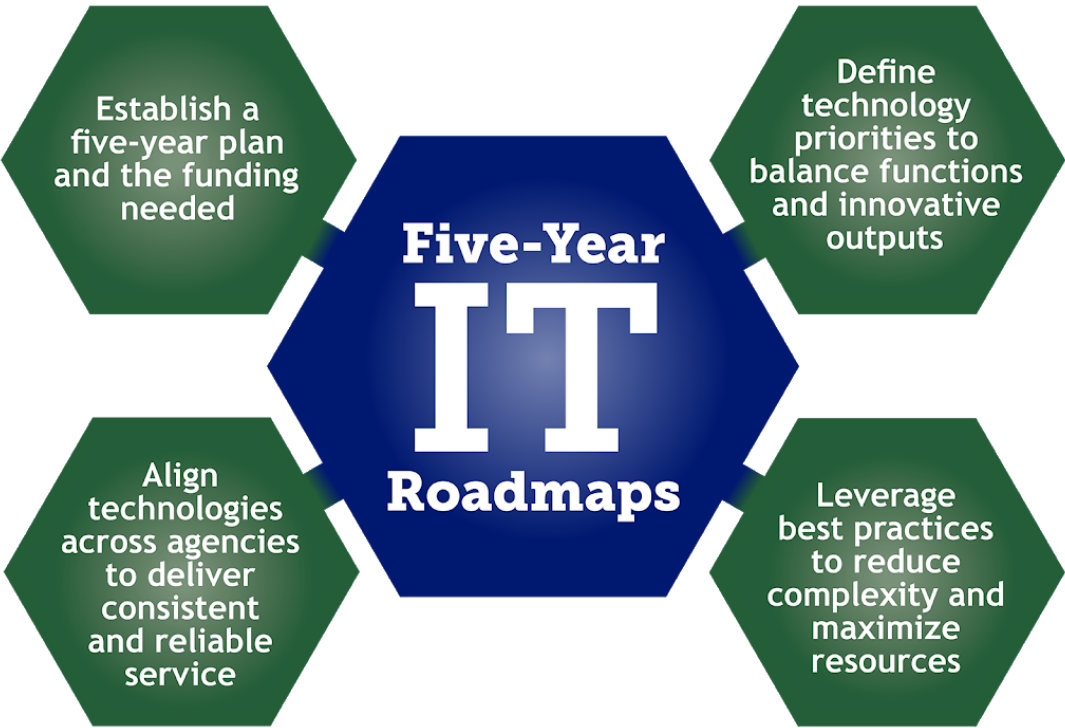 Establish a
five-year plan
and the funding
needed
Define
technology
priorities to
balance functions
and innovative
outputs
Five-Year
IT
Roadmaps
Align
technologies
across agencies
to deliver
consistent
and reliable
service
Leverage
best practices
to reduce
complexity and
maximize
resources